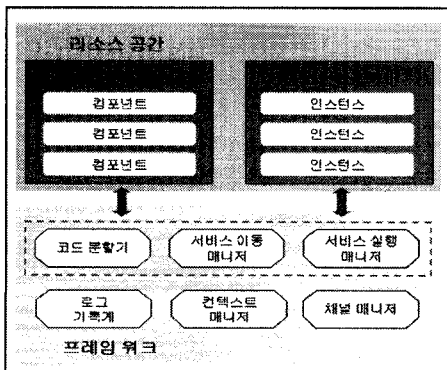 리소스 공간
컴포넌트
컴포넌트
컴포넌트
인스턴스
인스턴스
인스턴스
코드 분할기
서비스 이동
매니저
서비스 실행
매니저
로그
기록계
컨텍스트
매니저
채널 매니저
프레임 워크